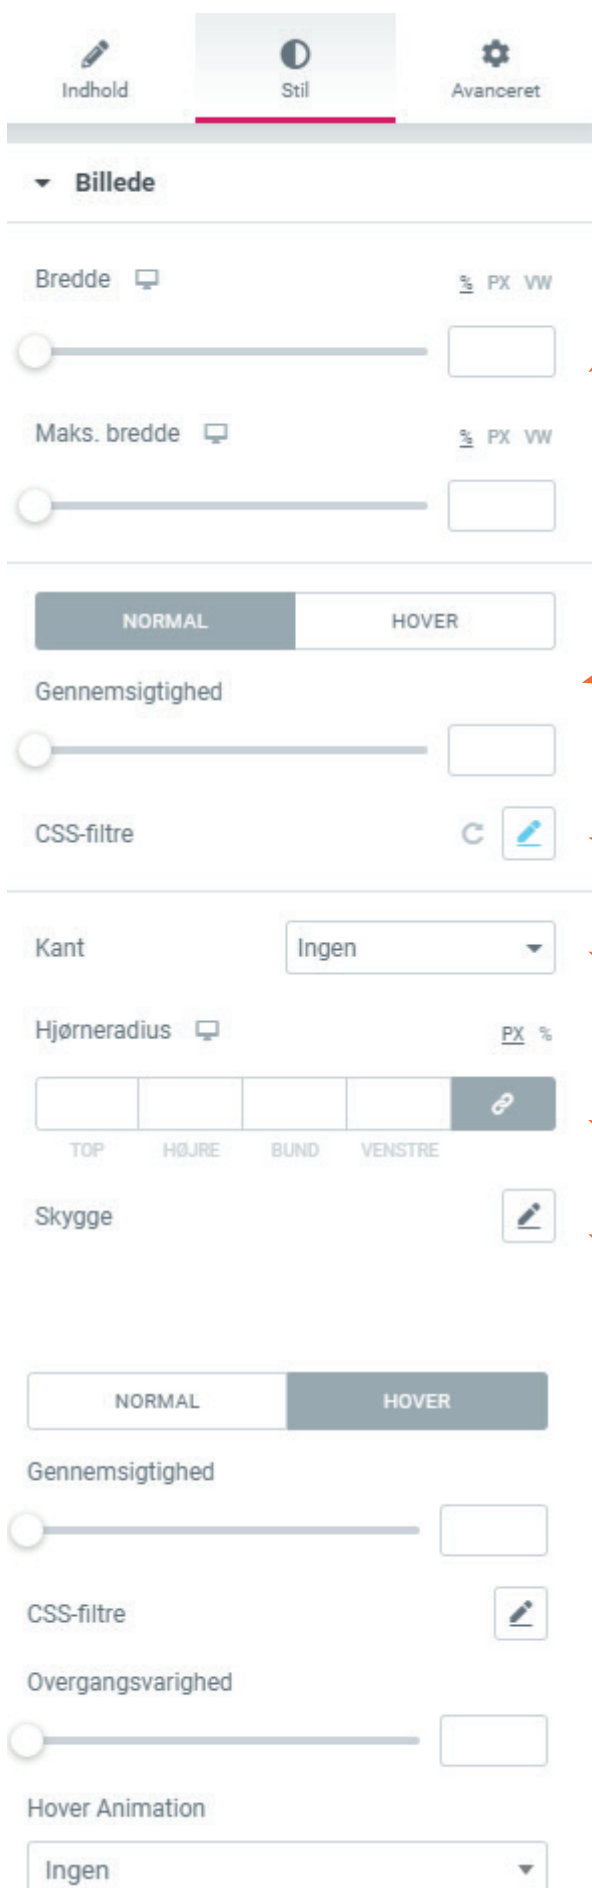 Indhold Stil Avanceret
Billede
Bredde % PX VW
Maks. bredde % PX VW
NORMAL HOVER
Gennemsigtighed
CSS-filtre
Kant Ingen
Hjørneradius PX %
TOP HØJRE BUND VENSTRE
Skygge
NORMAL HOVER
Gennemsigtighed
CSS-filtre
Overgangsvarighed
Hover Animation
Ingen